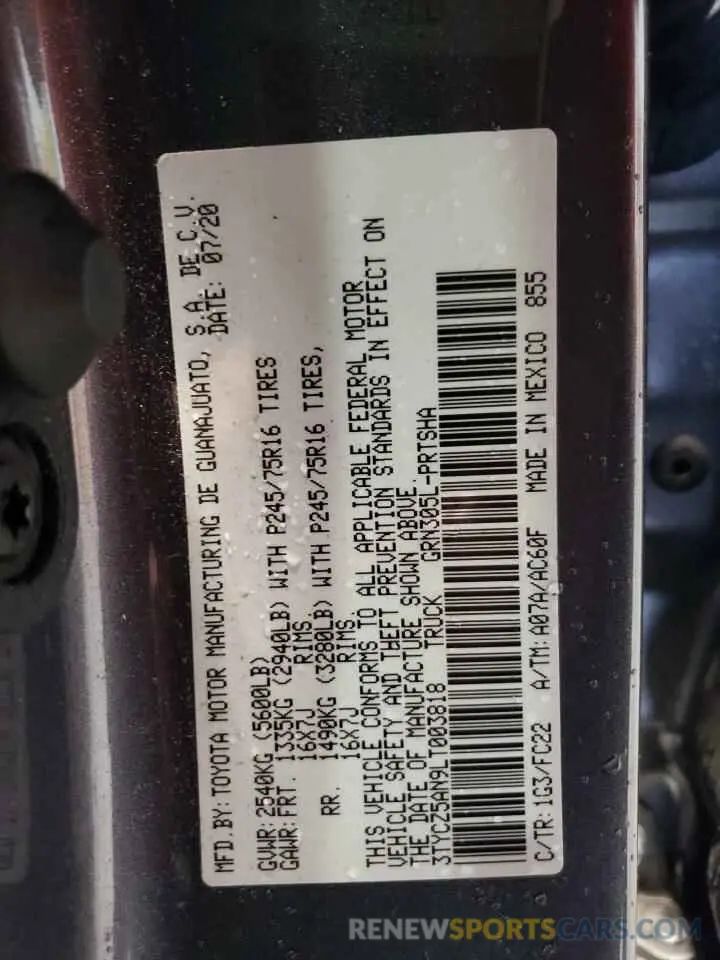 MFD.BY: TOYOTA MOTOR MANUFACTURING DE GUANAJUATO, S.A. DE C.V.
DATE: 07/20
GVWR: 2540KG (5600LB)
GAWR: FRT. 1335KG (2940LB) WITH P245/75R16 TIRES
16X7J RIMS.
RR. 1490KG (3280LB) WITH P245/75R16 TIRES,
16X7J RIMS.
THIS VEHICLE CONFORMS TO ALL APPLICABLE FEDERAL MOTOR
VEHICLE SAFETY AND THEFT PREVENTION STANDARDS IN EFFECT ON
THE DATE OF MANUFACTURE SHOWN ABOVE.
3TYCZ5AN9LT003818 TRUCK GRN305L-PRTSHA
C/TR: 1G3/FC22 A/TM: A07A/AC60F MADE IN MEXICO 855
RENEWSPORTSCARS.COM